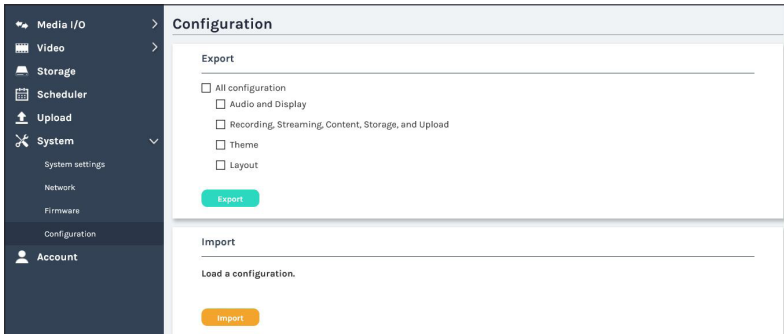 Media I/O
Video
Storage
Scheduler
Upload
System
System settings
Network
Firmware
Configuration
Account
Configuration
Export
All configuration
Audio and Display
Recording, Streaming, Content, Storage, and Upload
Theme
Layout
Export
Import
Load a configuration.
Import